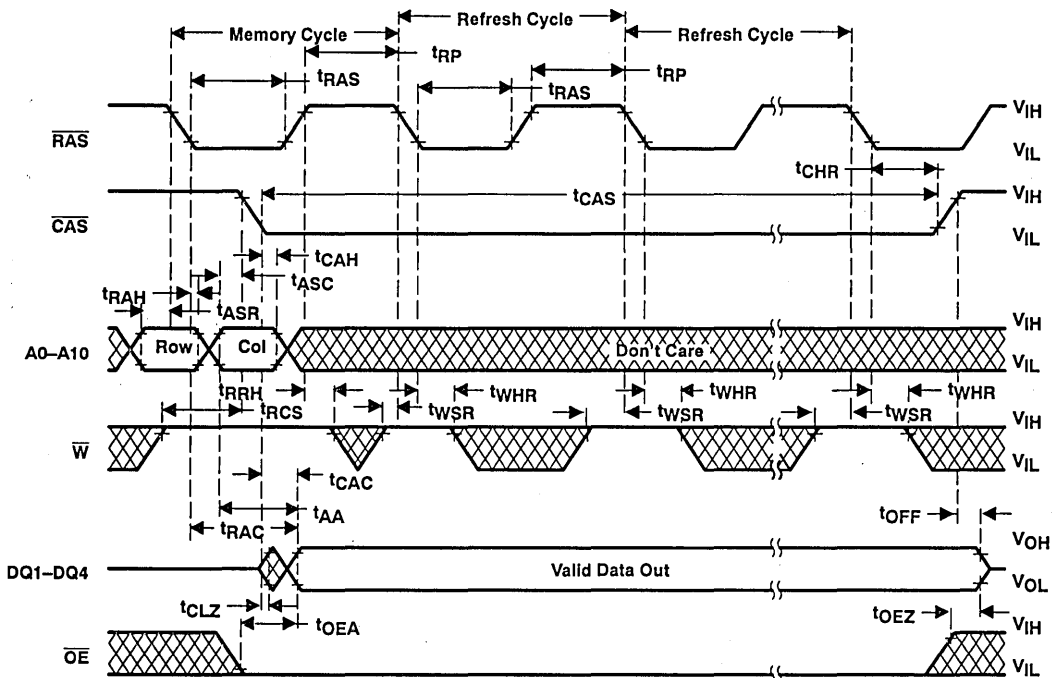 Memory Cycle
Refresh Cycle
Refresh Cycle
tRP
tRP
tRAS
tRAS
RAS
VIH
VIL
tCHR
tCAS
CAS
VIH
VIL
tCAH
tASC
tRAH
tASR
A0–A10
Row
Col
Don't Care
VIH
VIL
tRRH
tRCS
tWHR
tWSR
tWHR
tWSR
tWHR
tWSR
W
VIH
VIL
tCAC
tAA
tRAC
tOFF
DQ1–DQ4
Valid Data Out
VOH
VOL
tCLZ
tOEA
tOEZ
OE
VIH
VIL